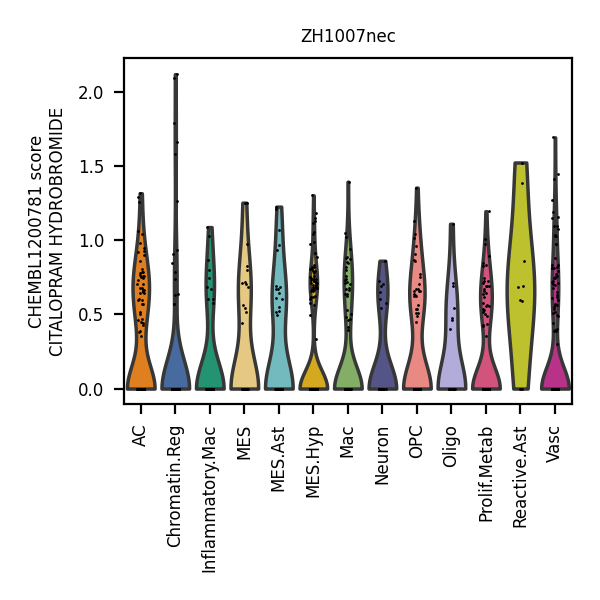 ZH1007nec
CHEMBL1200781 score
CITALOPRAM HYDROBROMIDE
2.0
1.5
1.0
0.5
0.0
AC
Chromatin.Reg
Inflammatory.Mac
MES
MES.Ast
MES.Hyp
Mac
Neuron
OPC
Oligo
Prolif.Metab
Reactive.Ast
Vasc